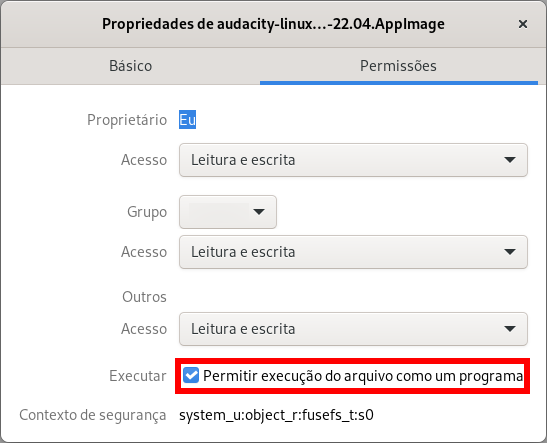 Propriedades de audacity-linux...-22.04.AppImage ×
Básico Permissões
Proprietário Eu
Acesso Leitura e escrita
Grupo
Acesso Leitura e escrita
Outros
Acesso Leitura e escrita
Executar Permitir execução do arquivo como um programa
Contexto de segurança system_u:object_r:fusefs_t:s0